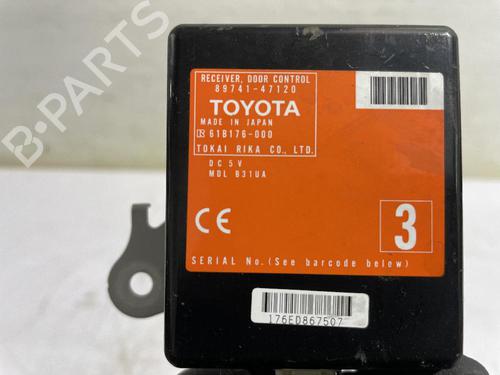 RECEIVER, DOOR CONTROL
89741-47120
TOYOTA
MADE IN JAPAN
61B176-000
TOKAI RIKA CO., LTD.
DC 5V
MDL B31UA
CE
3
SERIAL No. (See barcode below)
176ED867507
B-PARTS